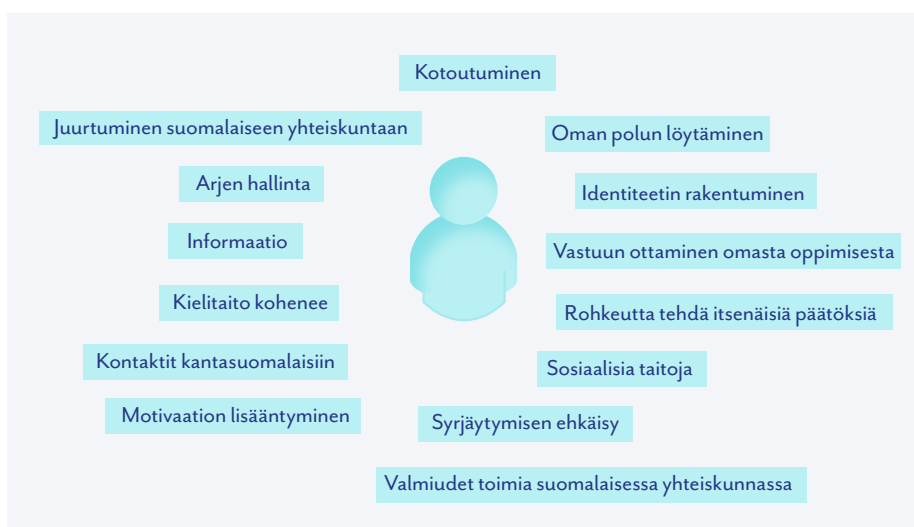 Kotoutuminen
Juurtuminen suomalaiseen yhteiskuntaan
Oman polun löytäminen
Arjen hallinta
Identiteetin rakentuminen
Informaatio
Vastuun ottaminen omasta oppimisesta
Kielitaito kohenee
Rohkeutta tehdä itsenäisiä päätöksiä
Kontaktit kantasuomalaisiin
Sosiaalisia taitoja
Motivaation lisääntyminen
Syrjäytymisen ehkäisy
Valmiudet toimia suomalaisessa yhteiskunnassa